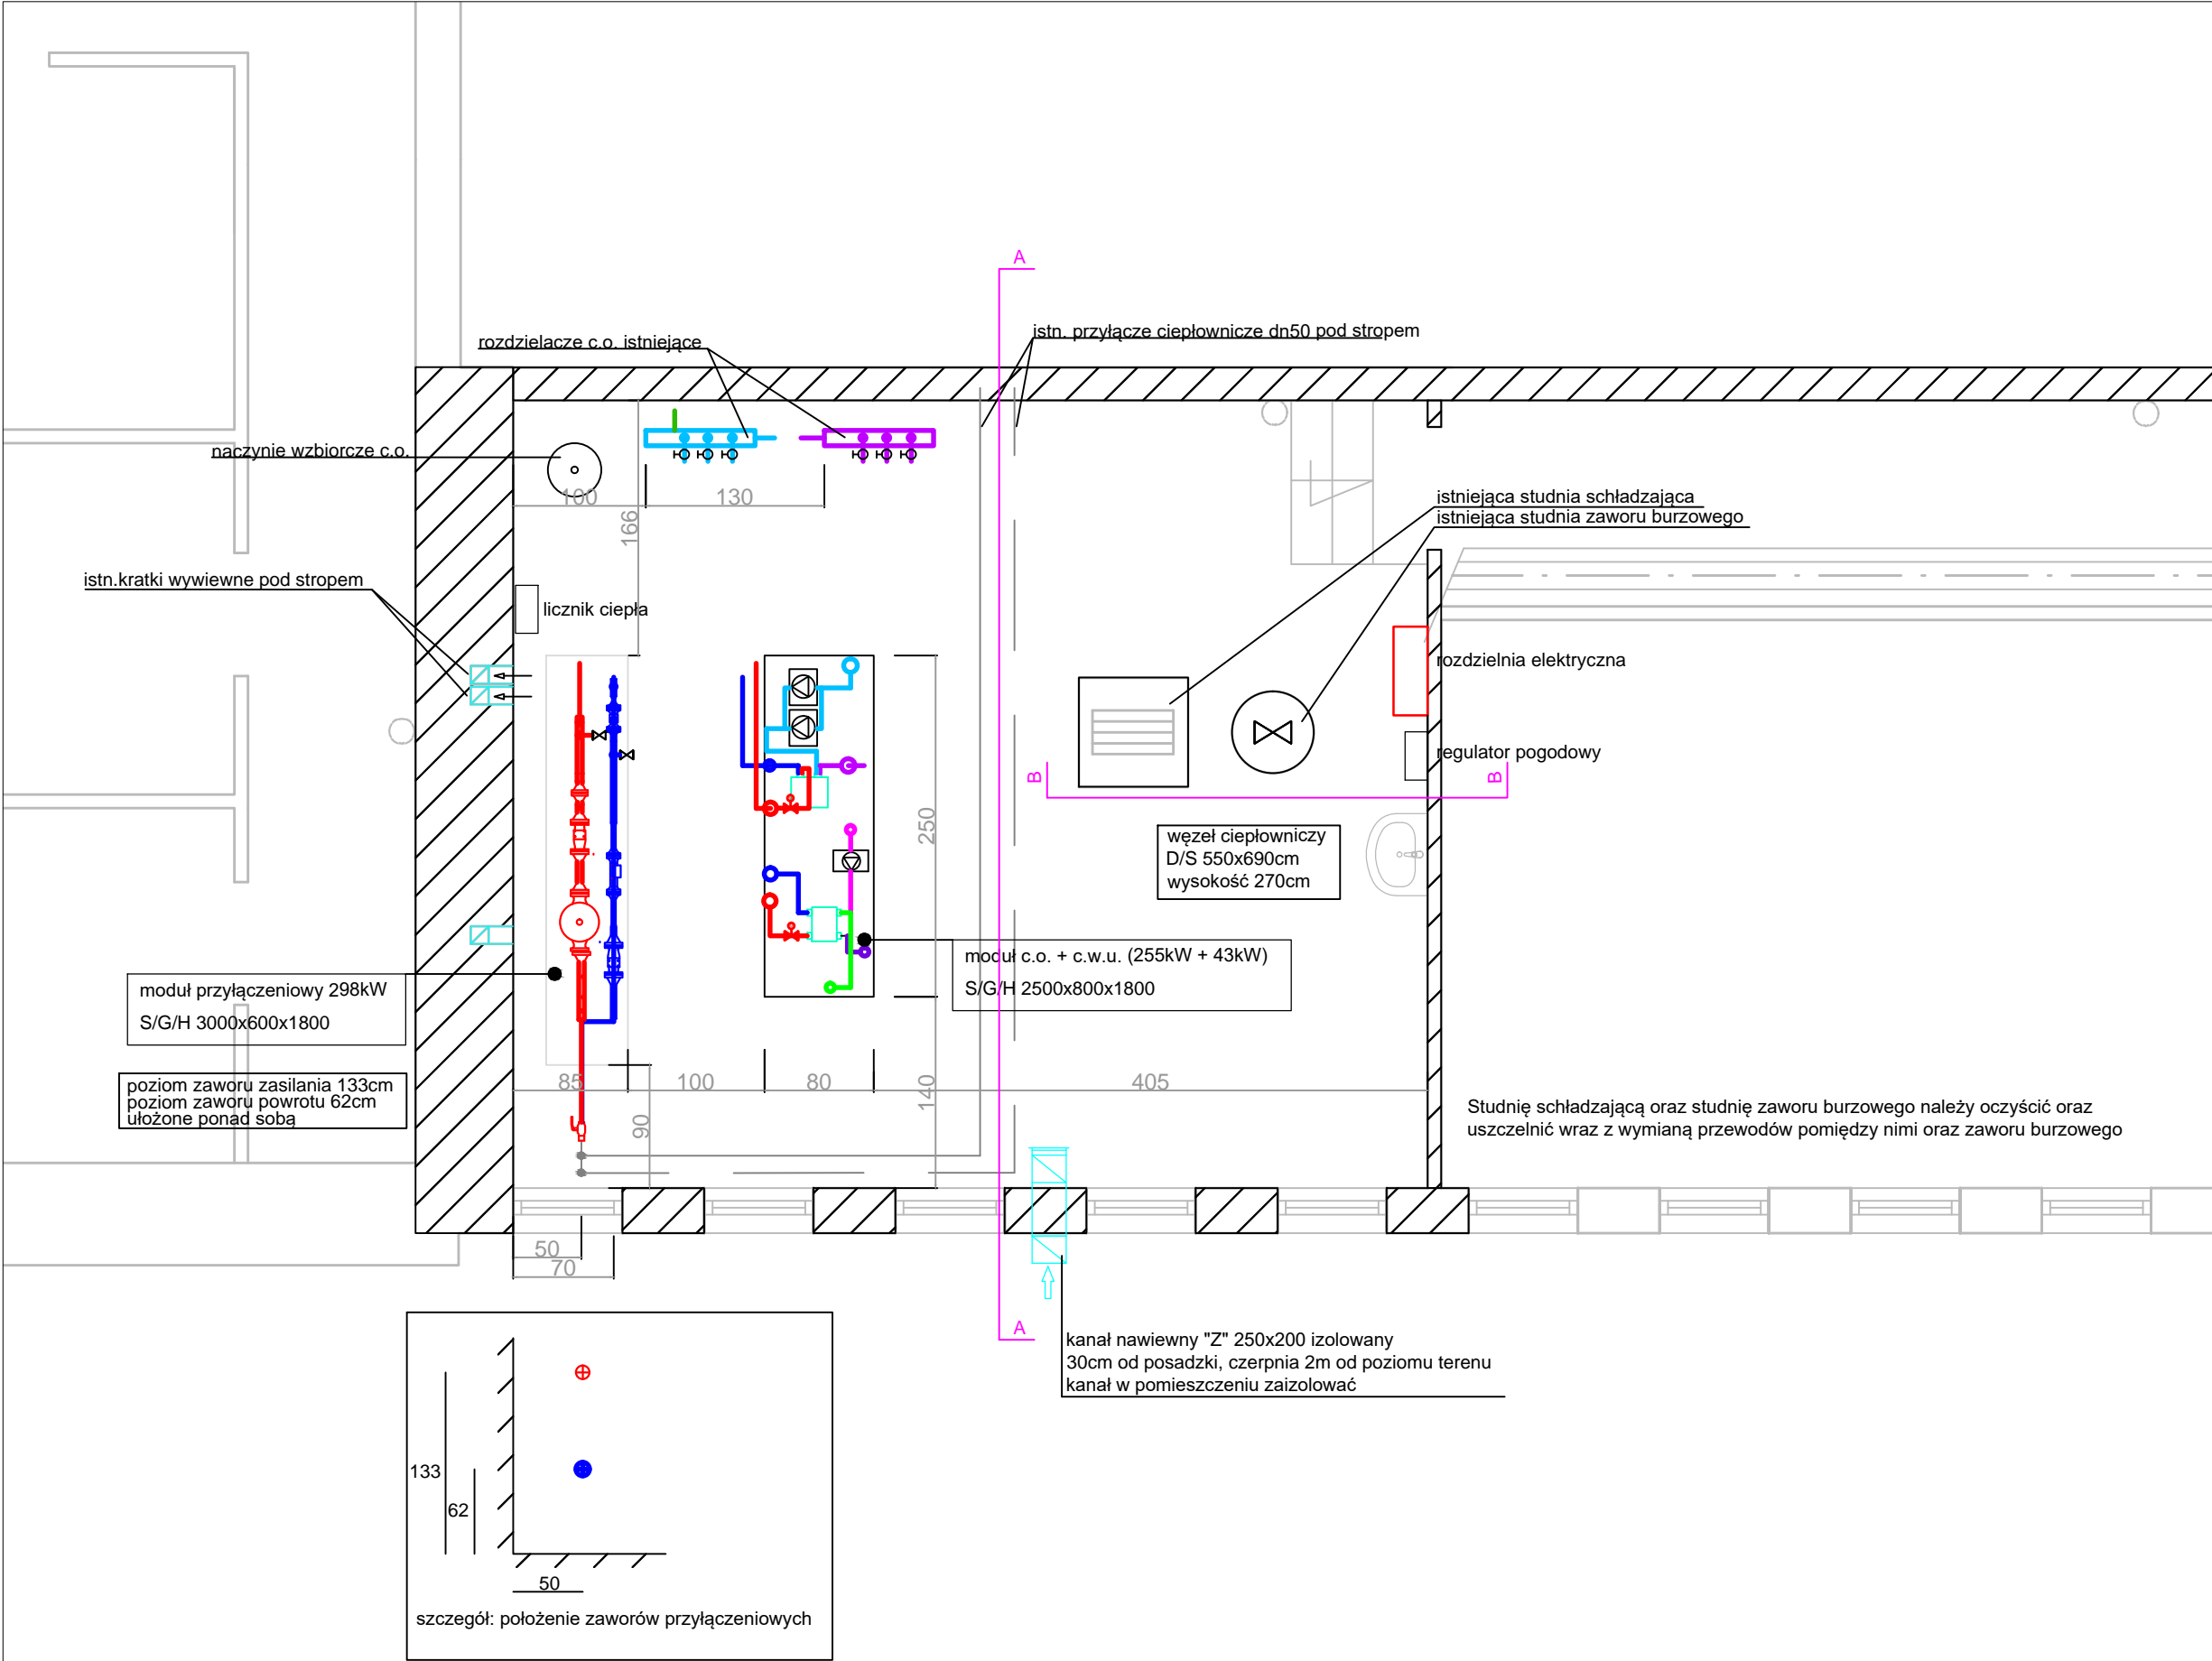 A
rozdzielacze c.o. istniejące
istn. przyłącze ciepłownicze dn50 pod stropem
naczynie wzbiorcze c.o.
100
130
166
istniejąca studnia schładzająca
istniejąca studnia zaworu burzowego
istn.kratki wywiewne pod stropem
licznik ciepła
rozdzielnia elektryczna
regulator pogodowy
B
B
250
węzeł ciepłowniczy
D/S 550x690cm
wysokość 270cm
moduł c.o. + c.w.u. (255kW + 43kW)
S/G/H 2500x800x1800
moduł przyłączeniowy 298kW
S/G/H 3000x600x1800
poziom zaworu zasilania 133cm
poziom zaworu powrotu 62cm
ułożone ponad sobą
85
100
80
140
405
90
Studnię schładzającą oraz studnię zaworu burzowego należy oczyścić oraz
uszczelnić wraz z wymianą przewodów pomiędzy nimi oraz zaworu burzowego
50
70
A
kanał nawiewny "Z" 250x200 izolowany
30cm od posadzki, czerpnia 2m od poziomu terenu
kanał w pomieszczeniu zaizolować
133
62
50
szczegół: położenie zaworów przyłączeniowych